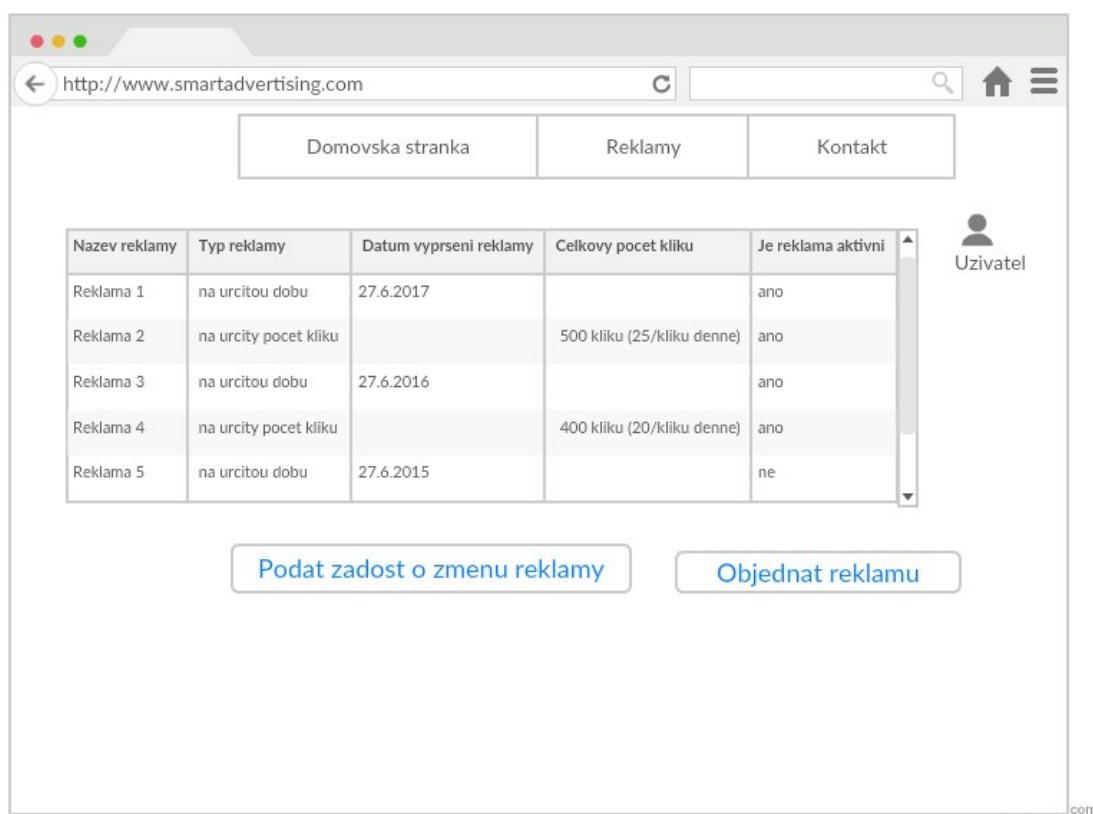 http://www.smartadvertising.com
Domovska stranka Reklamy Kontakt
Uzivatel
Nazev reklamy Typ reklamy Datum vyprseni reklamy Celkovy pocet kliku Je reklama aktivni
Reklama 1 na urcitou dobu 27.6.2017 ano
Reklama 2 na urcity pocet kliku 500 kliku (25/kliku denne) ano
Reklama 3 na urcitou dobu 27.6.2016 ano
Reklama 4 na urcity pocet kliku 400 kliku (20/kliku denne) ano
Reklama 5 na urcitou dobu 27.6.2015 ne
Podat zadost o zmenu reklamy Objednat reklamu
com